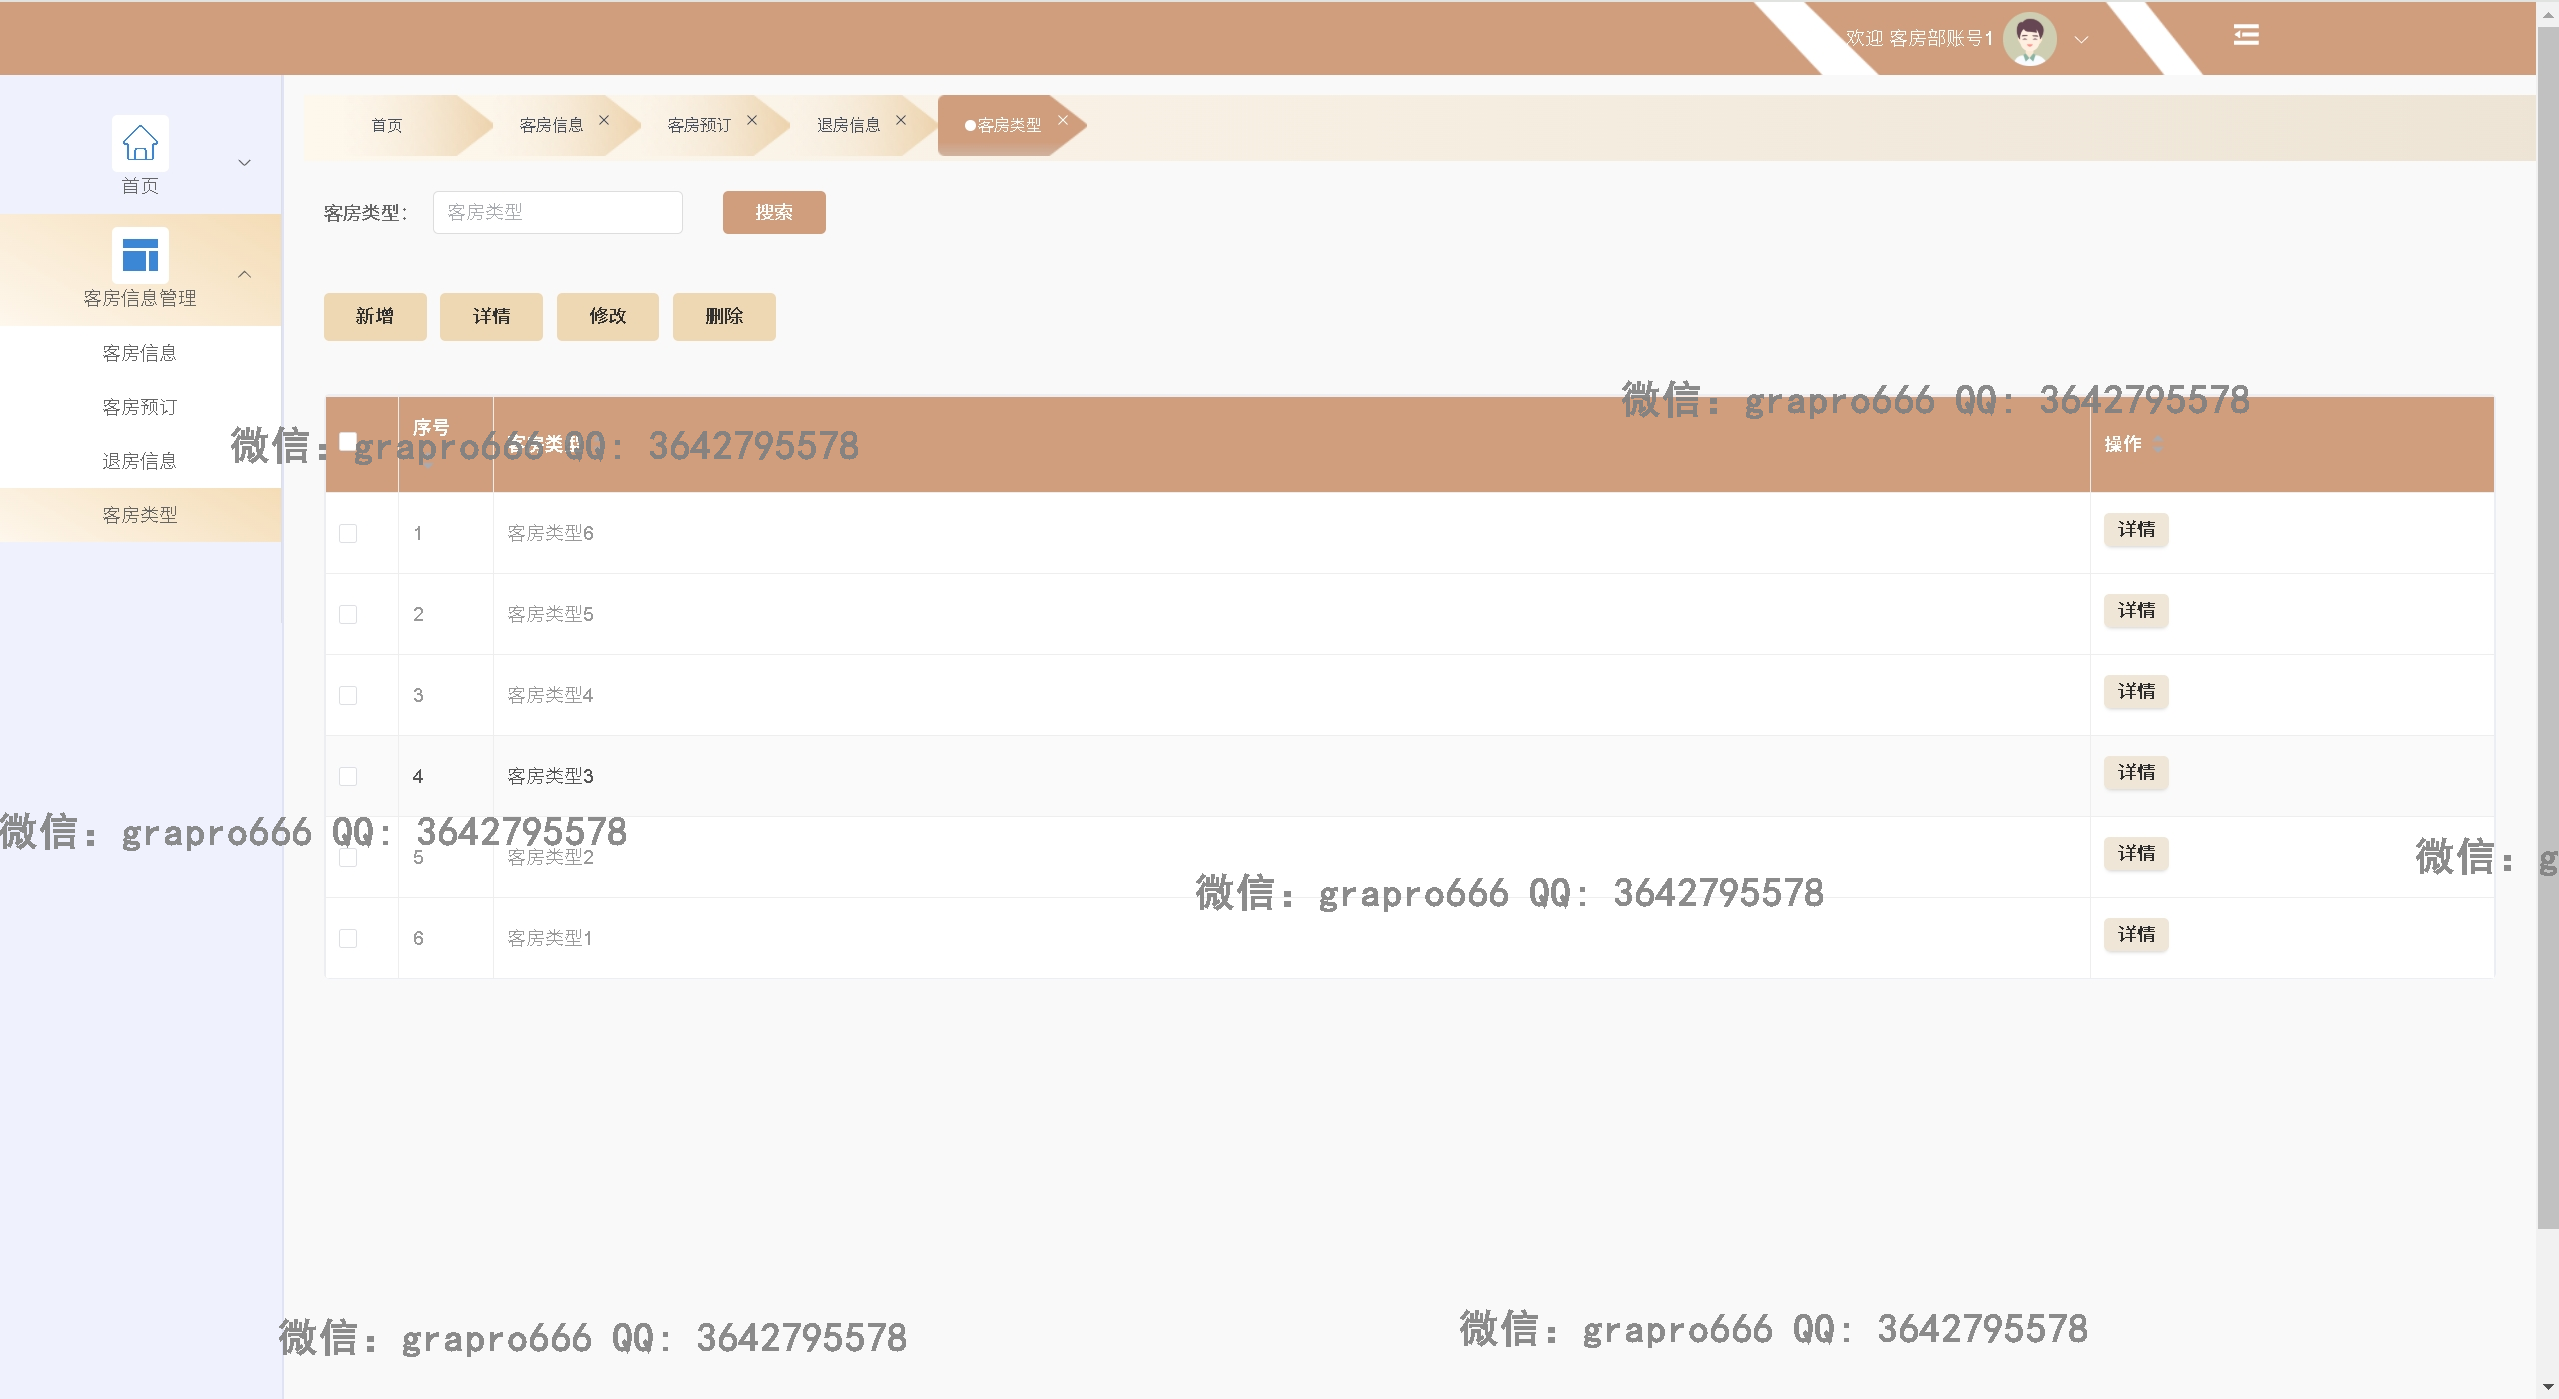 欢迎 客房部账号1
首页
客房信息管理
客房信息
客房预订
退房信息
客房类型
首页
客房信息 ×
客房预订 ×
退房信息 ×
●客房类型 ×
客房类型：
客房类型
搜索
新增
详情
修改
删除
序号
客房类型
操作
1 客房类型6 详情
2 客房类型5 详情
3 客房类型4 详情
4 客房类型3 详情
5 客房类型2 详情
6 客房类型1 详情
微信：grapro666 QQ: 3642795578
微信：grapro666 QQ: 3642795578
微信：grapro666 QQ: 3642795578
微信：g
微信：grapro666 QQ: 3642795578
微信：grapro666 QQ: 3642795578
微信：grapro666 QQ: 3642795578